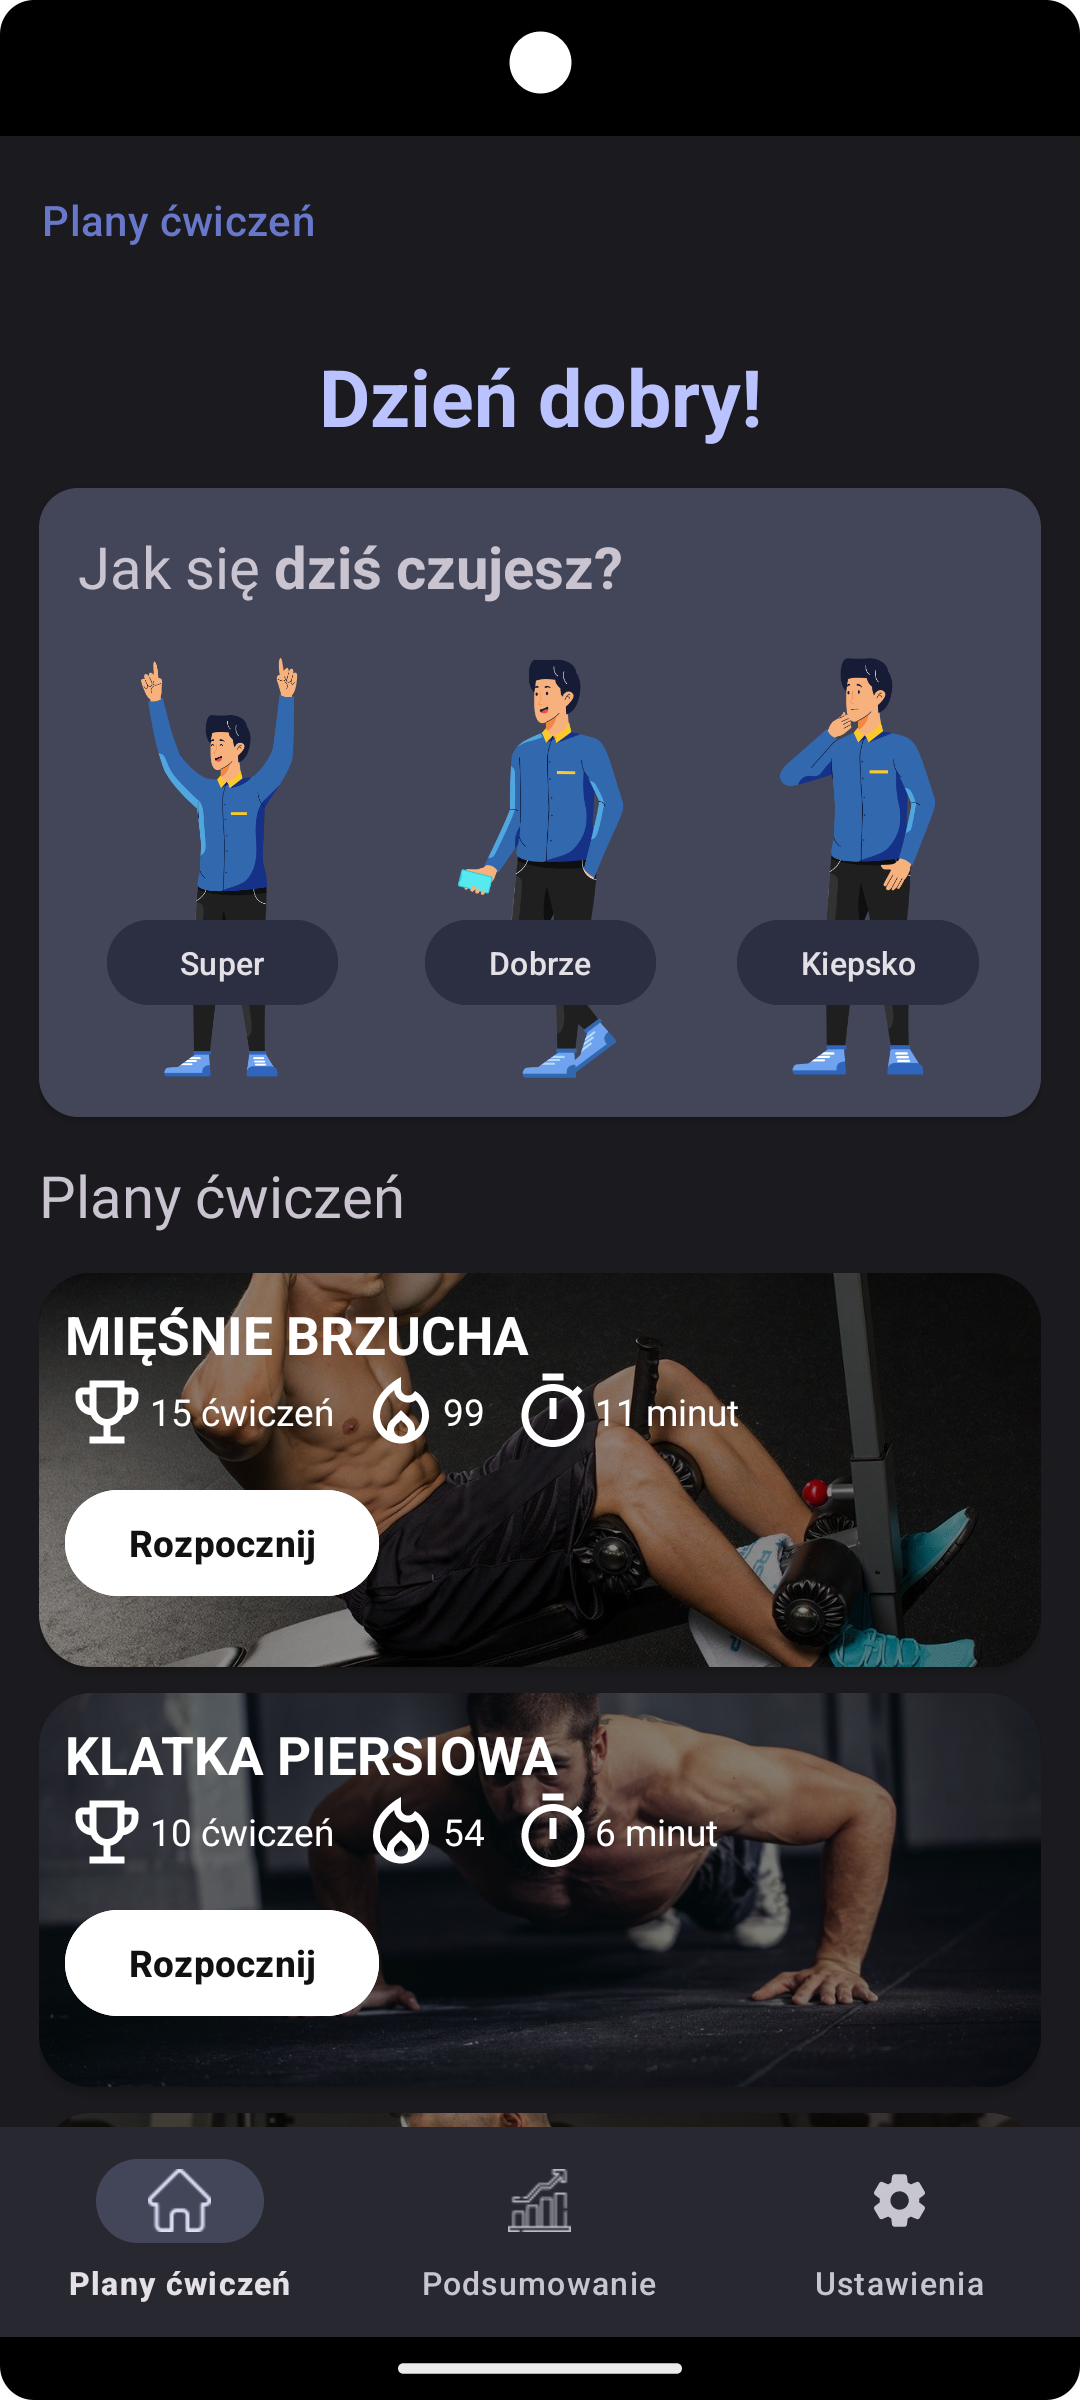 Plany ćwiczeń
Dzień dobry!
Jak się dziś czujesz?
Super
Dobrze
Kiepsko
Plany ćwiczeń
MIĘŚNIE BRZUCHA
15 ćwiczeń 99 11 minut
Rozpocznij
KLATKA PIERSIOWA
10 ćwiczeń 54 6 minut
Rozpocznij
Plany ćwiczeń
Podsumowanie
Ustawienia